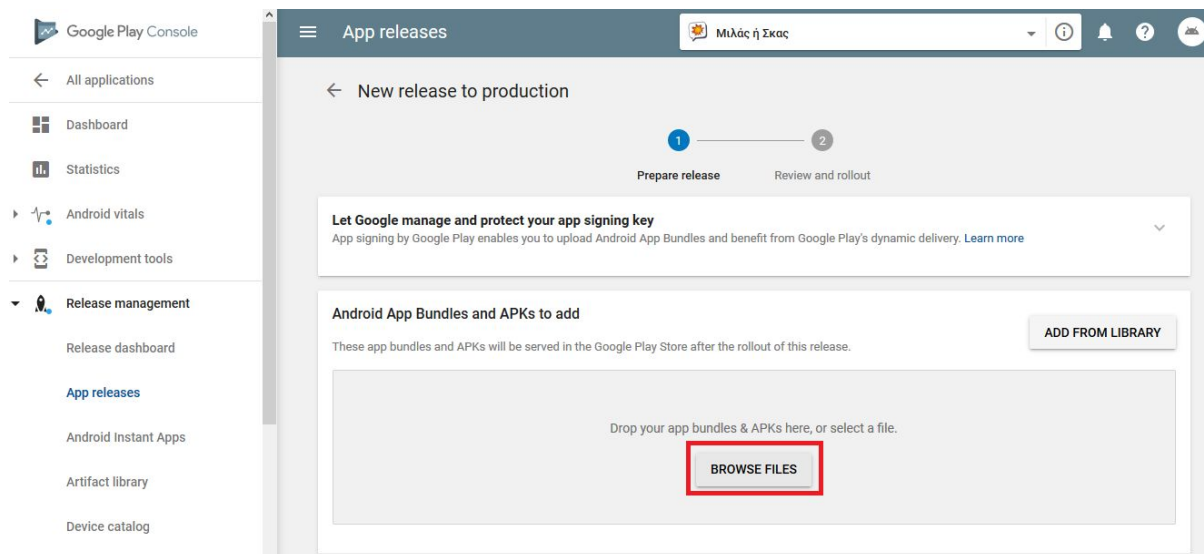 Google Play Console
All applications
Dashboard
Statistics
Android vitals
Development tools
Release management
Release dashboard
App releases
Android Instant Apps
Artifact library
Device catalog
App releases
Μιλάς ή Σκας
New release to production
1
2
Prepare release
Review and rollout
Let Google manage and protect your app signing key
App signing by Google Play enables you to upload Android App Bundles and benefit from Google Play's dynamic delivery. Learn more
Android App Bundles and APKs to add
These app bundles and APKs will be served in the Google Play Store after the rollout of this release.
ADD FROM LIBRARY
Drop your app bundles & APKs here, or select a file.
BROWSE FILES